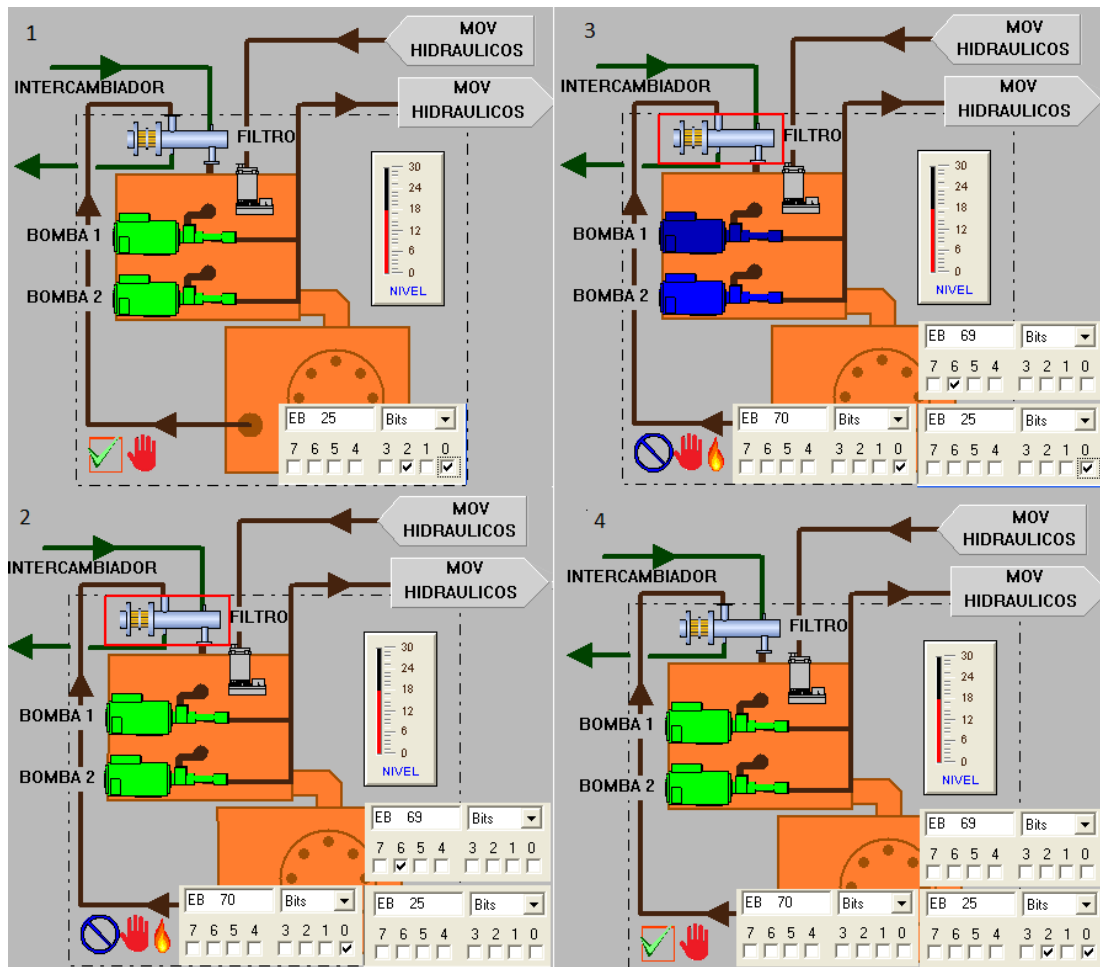 1
MOV
HIDRAULICOS
INTERCAMBIADOR
MOV
HIDRAULICOS
FILTRO
30
24
18
12
6
0
NIVEL
BOMBA 1
BOMBA 2
EB 25 Bits
7 6 5 4 3 2 1 0
3
MOV
HIDRAULICOS
INTERCAMBIADOR
MOV
HIDRAULICOS
FILTRO
30
24
18
12
6
0
NIVEL
BOMBA 1
BOMBA 2
EB 69 Bits
7 6 5 4 3 2 1 0
EB 70 Bits
7 6 5 4 3 2 1 0
EB 25 Bits
7 6 5 4 3 2 1 0
2
MOV
HIDRAULICOS
INTERCAMBIADOR
MOV
HIDRAULICOS
FILTRO
30
24
18
12
6
0
NIVEL
BOMBA 1
BOMBA 2
EB 69 Bits
7 6 5 4 3 2 1 0
EB 70 Bits
7 6 5 4 3 2 1 0
EB 25 Bits
7 6 5 4 3 2 1 0
4
MOV
HIDRAULICOS
INTERCAMBIADOR
MOV
HIDRAULICOS
FILTRO
30
24
18
12
6
0
NIVEL
BOMBA 1
BOMBA 2
EB 69 Bits
7 6 5 4 3 2 1 0
EB 70 Bits
7 6 5 4 3 2 1 0
EB 25 Bits
7 6 5 4 3 2 1 0